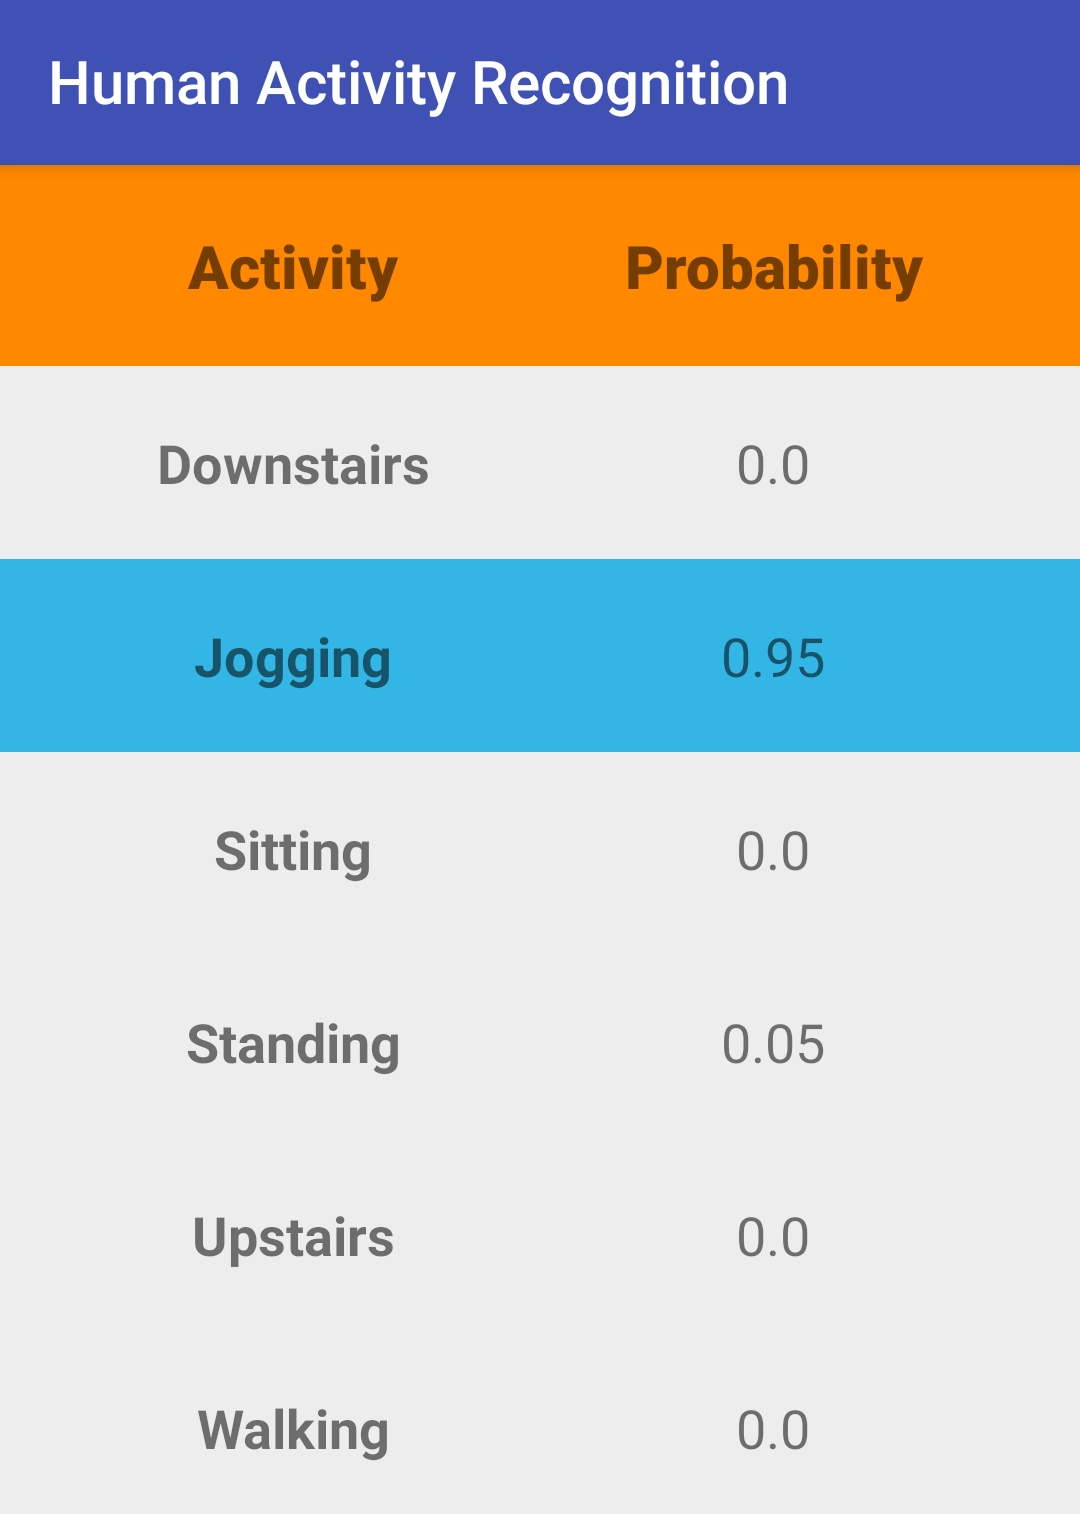 Human Activity Recognition
Activity Probability
Downstairs 0.0
Jogging 0.95
Sitting 0.0
Standing 0.05
Upstairs 0.0
Walking 0.0